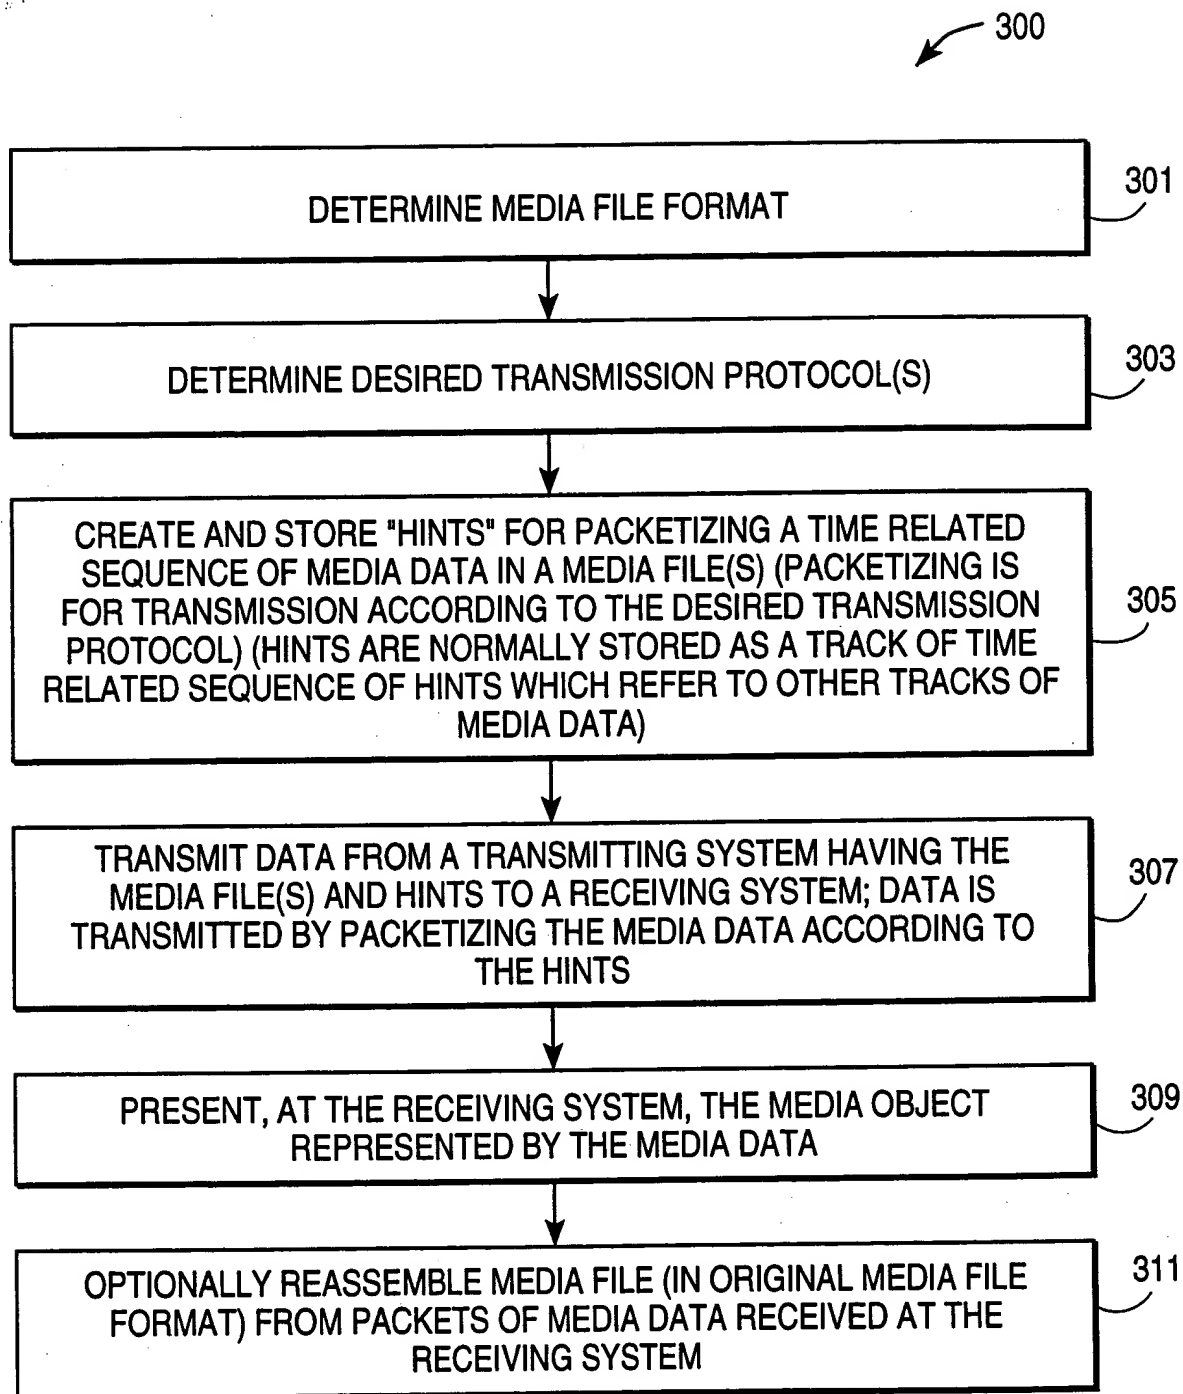 300
DETERMINE MEDIA FILE FORMAT
301
DETERMINE DESIRED TRANSMISSION PROTOCOL(S)
303
CREATE AND STORE "HINTS" FOR PACKETIZING A TIME RELATED
SEQUENCE OF MEDIA DATA IN A MEDIA FILE(S) (PACKETIZING IS
FOR TRANSMISSION ACCORDING TO THE DESIRED TRANSMISSION
PROTOCOL) (HINTS ARE NORMALLY STORED AS A TRACK OF TIME
RELATED SEQUENCE OF HINTS WHICH REFER TO OTHER TRACKS OF
MEDIA DATA)
305
TRANSMIT DATA FROM A TRANSMITTING SYSTEM HAVING THE
MEDIA FILE(S) AND HINTS TO A RECEIVING SYSTEM; DATA IS
TRANSMITTED BY PACKETIZING THE MEDIA DATA ACCORDING TO
THE HINTS
307
PRESENT, AT THE RECEIVING SYSTEM, THE MEDIA OBJECT
REPRESENTED BY THE MEDIA DATA
309
OPTIONALLY REASSEMBLE MEDIA FILE (IN ORIGINAL MEDIA FILE
FORMAT) FROM PACKETS OF MEDIA DATA RECEIVED AT THE
RECEIVING SYSTEM
311